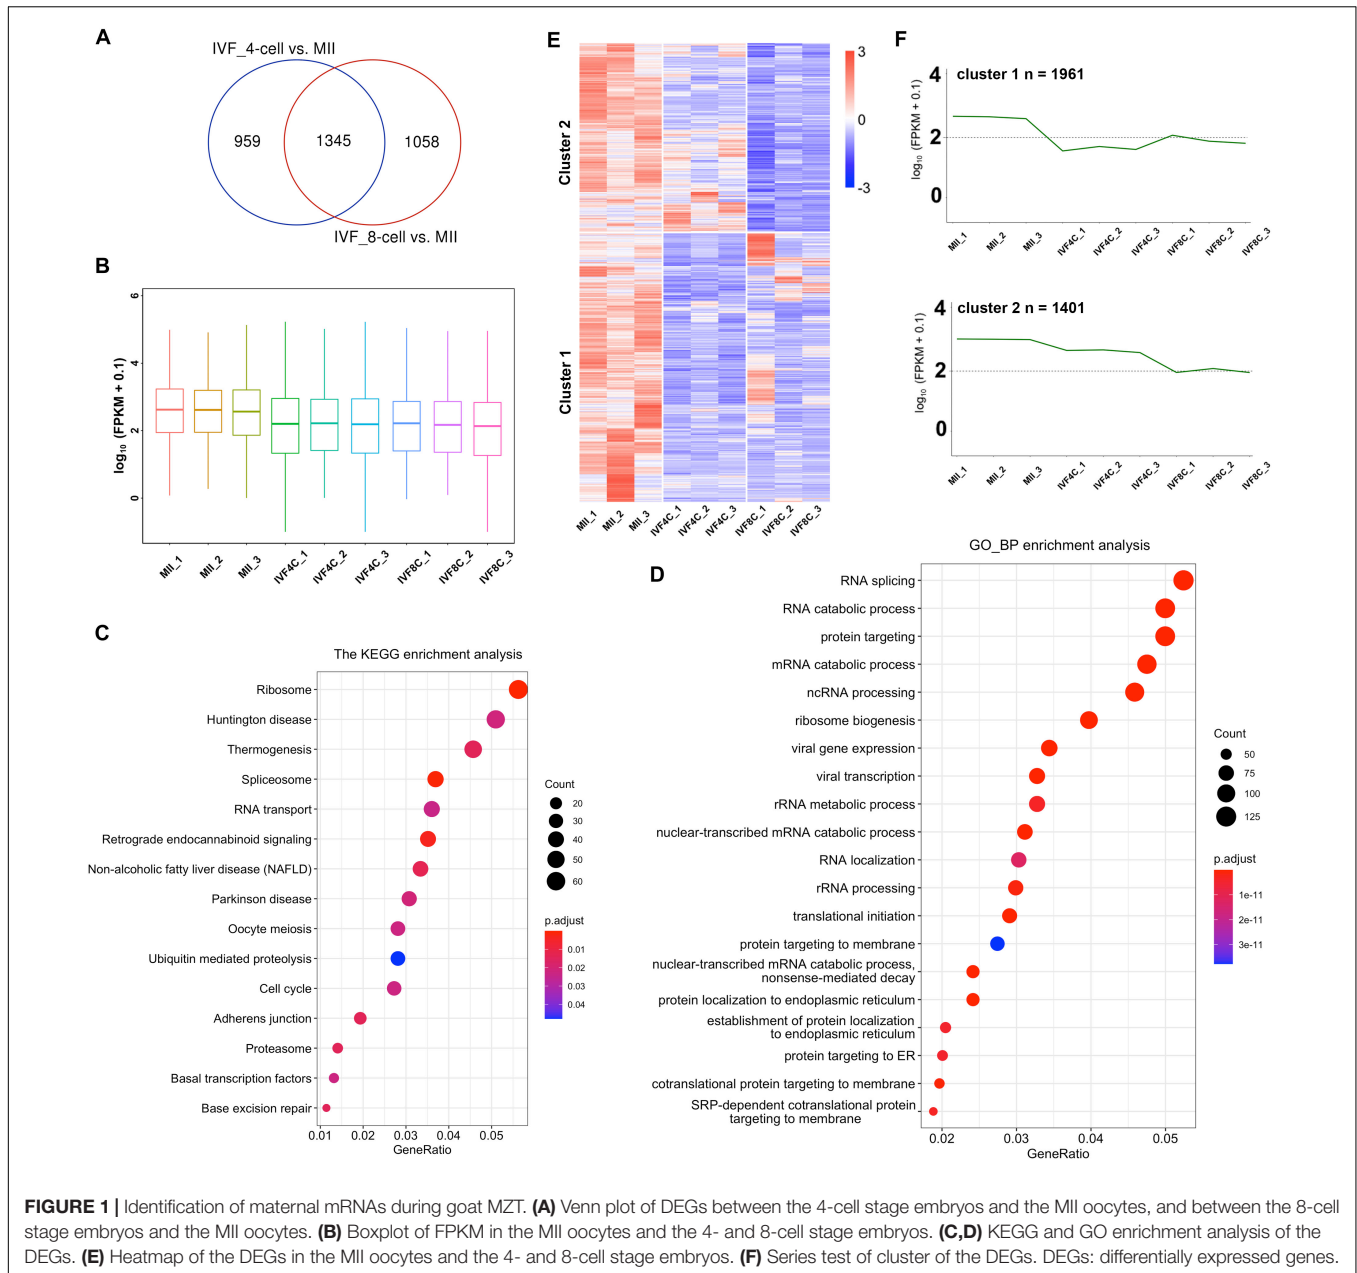 A
IVF_4-cell vs. MII
959
1345
1058
IVF_8-cell vs. MII
B
log₁₀ (FPKM + 0.1)
6
4
2
0
MII_1
MII_2
MII_3
IVF4C_1
IVF4C_2
IVF4C_3
IVF8C_1
IVF8C_2
IVF8C_3
E
Cluster 2
Cluster 1
3
0
-3
MII_1
MII_2
MII_3
IVF4C_1
IVF4C_2
IVF4C_3
IVF8C_1
IVF8C_2
IVF8C_3
F
cluster 1 n = 1961
log₁₀ (FPKM + 0.1)
4
2
0
MII_1
MII_2
MII_3
IVF4C_1
IVF4C_2
IVF4C_3
IVF8C_1
IVF8C_2
IVF8C_3
cluster 2 n = 1401
log₁₀ (FPKM + 0.1)
4
2
0
MII_1
MII_2
MII_3
IVF4C_1
IVF4C_2
IVF4C_3
IVF8C_1
IVF8C_2
IVF8C_3
C
The KEGG enrichment analysis
Ribosome
Huntington disease
Thermogenesis
Spliceosome
RNA transport
Retrograde endocannabinoid signaling
Non-alcoholic fatty liver disease (NAFLD)
Parkinson disease
Oocyte meiosis
Ubiquitin mediated proteolysis
Cell cycle
Adherens junction
Proteasome
Basal transcription factors
Base excision repair
0.01 0.02 0.03 0.04 0.05
GeneRatio
Count
20
30
40
50
60
p.adjust
0.01
0.02
0.03
0.04
D
GO_BP enrichment analysis
RNA splicing
RNA catabolic process
protein targeting
mRNA catabolic process
ncRNA processing
ribosome biogenesis
viral gene expression
viral transcription
rRNA metabolic process
nuclear-transcribed mRNA catabolic process
RNA localization
rRNA processing
translational initiation
protein targeting to membrane
nuclear-transcribed mRNA catabolic process,
nonsense-mediated decay
protein localization to endoplasmic reticulum
establishment of protein localization
to endoplasmic reticulum
protein targeting to ER
cotranslational protein targeting to membrane
SRP-dependent cotranslational protein
targeting to membrane
0.02 0.03 0.04 0.05
GeneRatio
Count
50
75
100
125
p.adjust
1e-11
2e-11
3e-11
FIGURE 1 | Identification of maternal mRNAs during goat MZT. (A) Venn plot of DEGs between the 4-cell stage embryos and the MII oocytes, and between the 8-cell
stage embryos and the MII oocytes. (B) Boxplot of FPKM in the MII oocytes and the 4- and 8-cell stage embryos. (C,D) KEGG and GO enrichment analysis of the
DEGs. (E) Heatmap of the DEGs in the MII oocytes and the 4- and 8-cell stage embryos. (F) Series test of cluster of the DEGs. DEGs: differentially expressed genes.